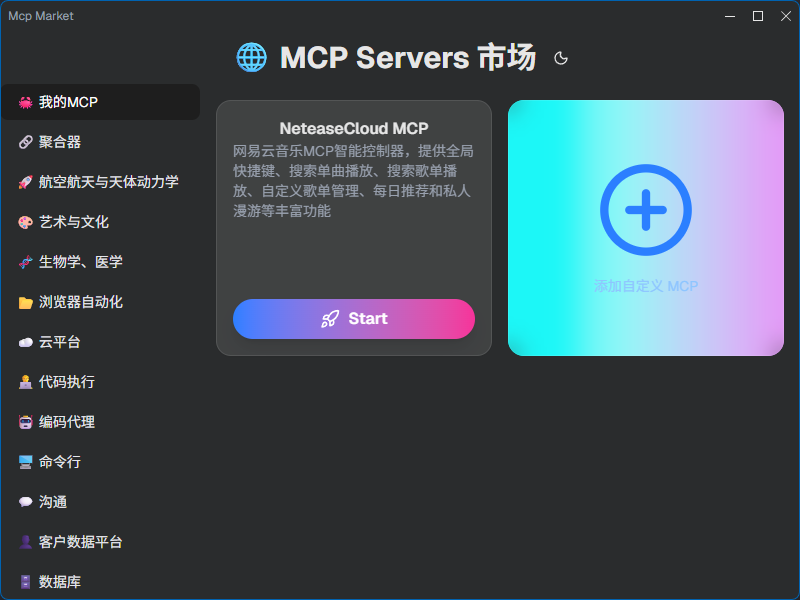 Mcp Market
MCP Servers 市场
我的MCP
聚合器
航空航天与天体动力学
艺术与文化
生物学、医学
浏览器自动化
云平台
代码执行
编码代理
命令行
沟通
客户数据平台
数据库
NeteaseCloud MCP
网易云音乐MCP智能控制器，提供全局
快捷键、搜索单曲播放、搜索歌单播
放、自定义歌单管理、每日推荐和私人
漫游等丰富功能
Start
添加自定义 MCP